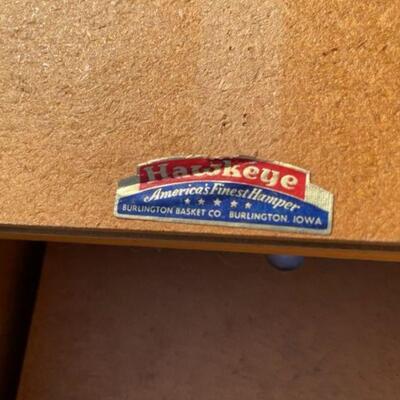 Hawkeye
America's Finest Hamper
★ ★ ★ ★ ★
BURLINGTON BASKET CO. BURLINGTON, IOWA